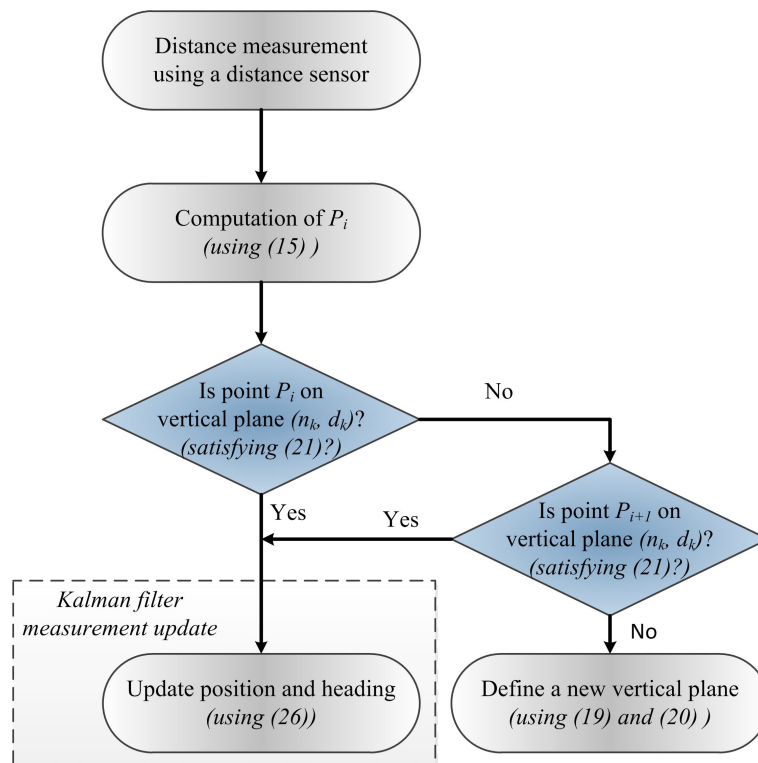 Distance measurement
using a distance sensor
Computation of P_i
(using (15) )
Is point P_i on
vertical plane (n_k, d_k)?
(satisfying (21)?)
No
Yes
Yes
Is point P_{i+1} on
vertical plane (n_k, d_k)?
(satisfying (21)?)
Kalman filter
measurement update
No
Update position and heading
(using (26))
Define a new vertical plane
(using (19) and (20) )